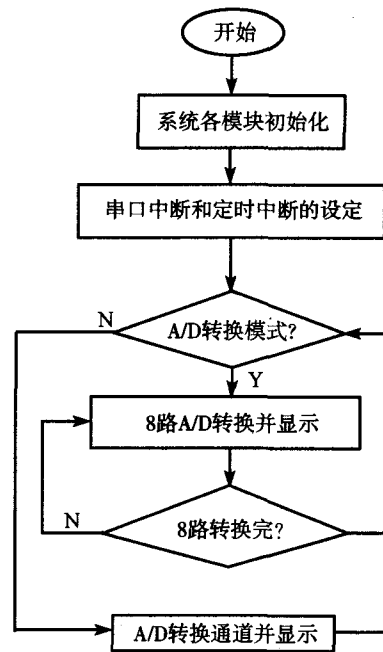 开始
系统各模块初始化
串口中断和定时中断的设定
N
A/D转换模式?
Y
8路A/D转换并显示
N
8路转换完?
A/D转换通道并显示